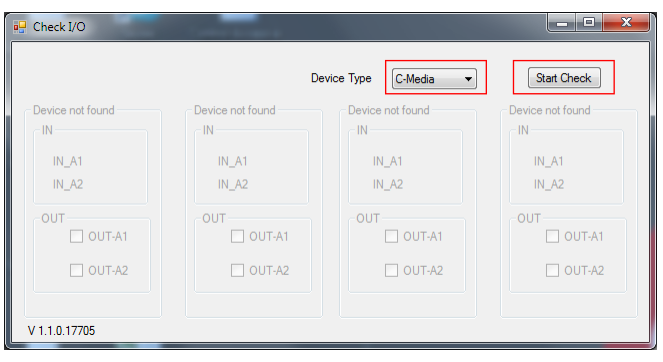 Check I/O
Device Type C-Media Start Check
Device not found Device not found Device not found Device not found
IN IN IN IN
IN_A1 IN_A1 IN_A1 IN_A1
IN_A2 IN_A2 IN_A2 IN_A2
OUT OUT OUT OUT
OUT-A1 OUT-A1 OUT-A1 OUT-A1
OUT-A2 OUT-A2 OUT-A2 OUT-A2
V 1.1.0.17705